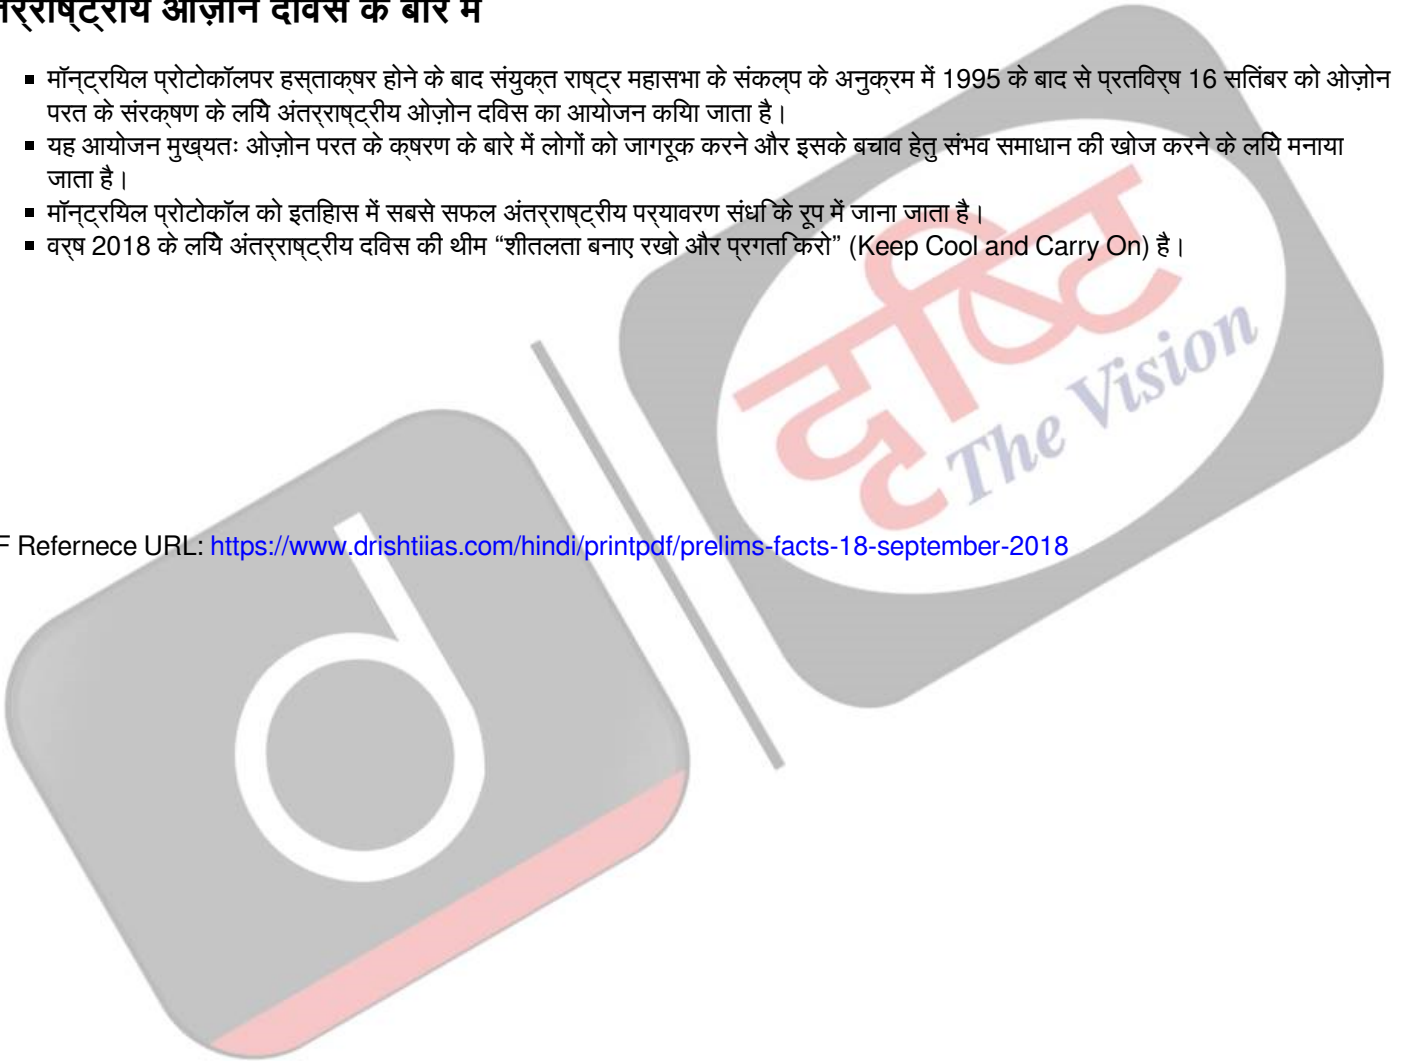 अंतर्राष्ट्रीय ओज़ोन दिवस के बारे में
मॉन्ट्रियल प्रोटोकॉलपर हस्ताक्षर होने के बाद संयुक्त राष्ट्र महासभा के संकल्प के अनुक्रम में 1995 के बाद से प्रतिवर्ष 16 सितंबर को ओज़ोन
परत के संरक्षण के लिये अंतर्राष्ट्रीय ओज़ोन दिवस का आयोजन किया जाता है।
यह आयोजन मुख्यतः ओज़ोन परत के क्षरण के बारे में लोगों को जागरूक करने और इसके बचाव हेतु संभव समाधान की खोज करने के लिये मनाया
जाता है।
मॉन्ट्रियल प्रोटोकॉल को इतिहास में सबसे सफल अंतर्राष्ट्रीय पर्यावरण संधि के रूप में जाना जाता है।
वर्ष 2018 के लिये अंतर्राष्ट्रीय दिवस की थीम “शीतलता बनाए रखो और प्रगति करो” (Keep Cool and Carry On) है।
दृष्टि
The Vision
F Refernece URL: https://www.drishtiias.com/hindi/printpdf/prelims-facts-18-september-2018
d